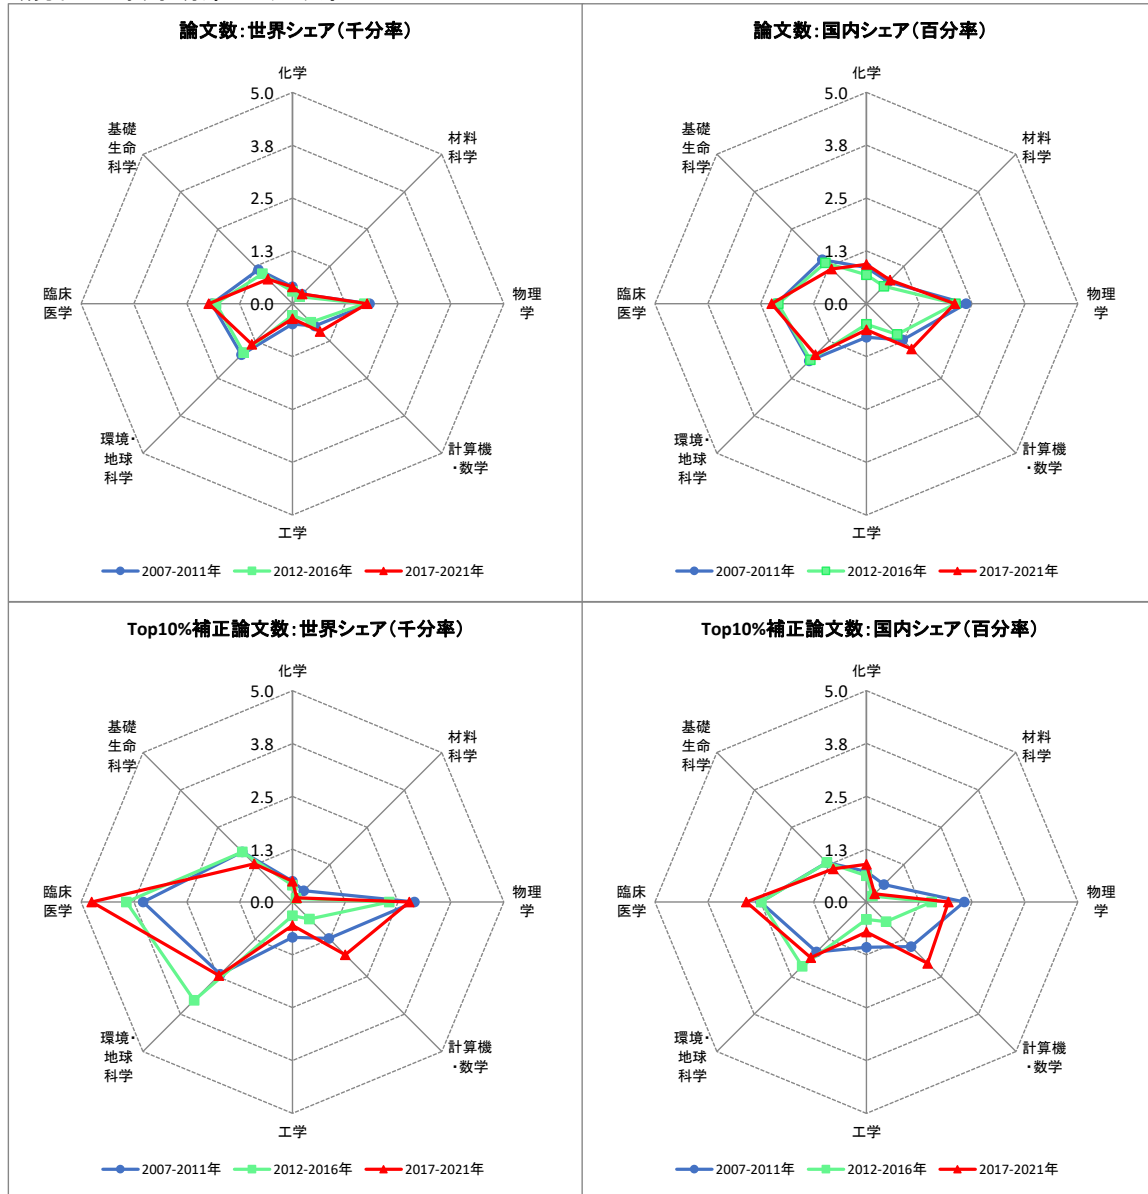 論文数：世界シェア（千分率）
化学
5.0
3.8
2.5
1.3
0.0
材料
科学
物理
学
計算機
・数学
工学
環境・
地球
科学
臨床
医学
基礎
生命
科学
2007-2011年
2012-2016年
2017-2021年
論文数：国内シェア（百分率）
化学
5.0
3.8
2.5
1.3
0.0
材料
科学
物理
学
計算機
・数学
工学
環境・
地球
科学
臨床
医学
基礎
生命
科学
2007-2011年
2012-2016年
2017-2021年
Top10%補正論文数：世界シェア（千分率）
化学
5.0
3.8
2.5
1.3
0.0
材料
科学
物理
学
計算機
・数学
工学
環境・
地球
科学
臨床
医学
基礎
生命
科学
2007-2011年
2012-2016年
2017-2021年
Top10%補正論文数：国内シェア（百分率）
化学
5.0
3.8
2.5
1.3
0.0
材料
科学
物理
学
計算機
・数学
工学
環境・
地球
科学
臨床
医学
基礎
生命
科学
2007-2011年
2012-2016年
2017-2021年